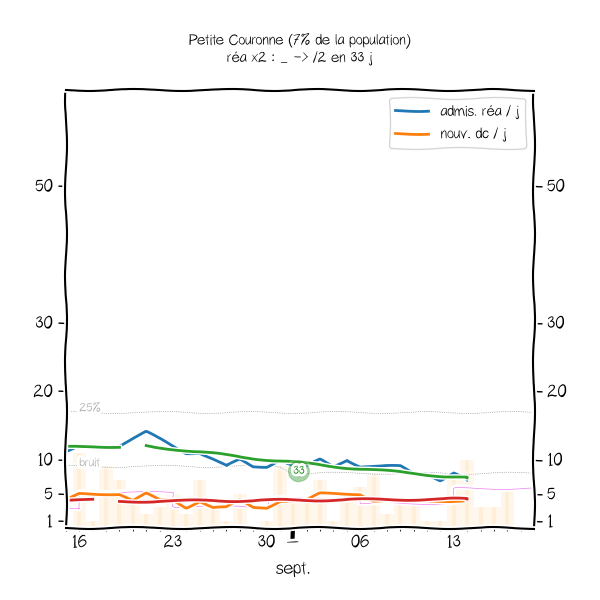 Petite Couronne (7% de la population)
réa x2 : _ -> /2 en 33 j
admis. réa / j
nouv. dc / j
50 50
30 30
20 20
25%
10 10
bruit
33
5 5
1 1
16 23 30 _ 06 13
sept.